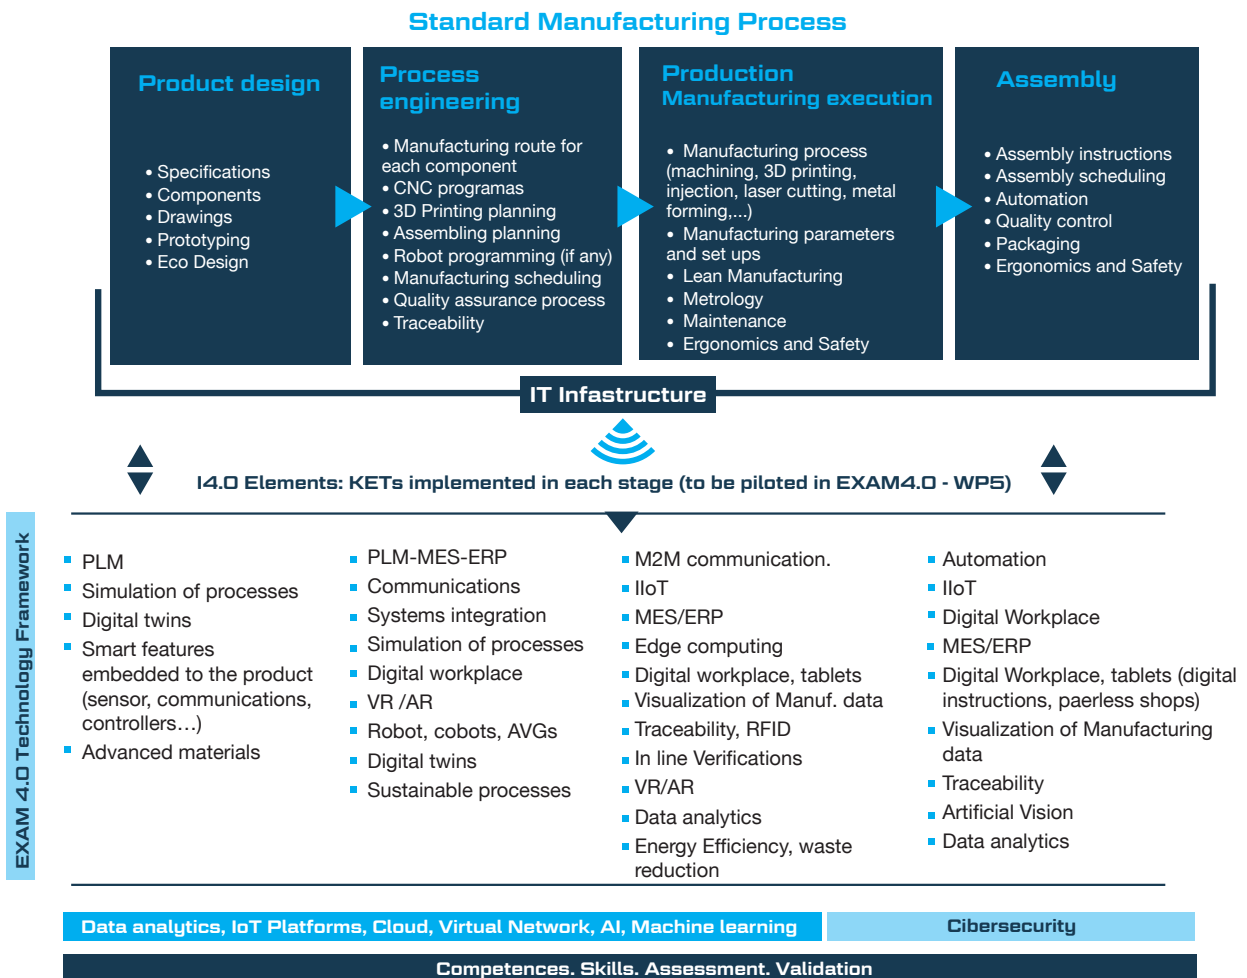 Standard Manufacturing Process
Product design
• Specifications
• Components
• Drawings
• Prototyping
• Eco Design
Process
engineering
• Manufacturing route for
each component
• CNC programas
• 3D Printing planning
• Assembling planning
• Robot programming (if any)
• Manufacturing scheduling
• Quality assurance process
• Traceability
Production
Manufacturing execution
• Manufacturing process
(machining, 3D printing,
injection, laser cutting, metal
forming,...)
• Manufacturing parameters
and set ups
• Lean Manufacturing
• Metrology
• Maintenance
• Ergonomics and Safety
Assembly
• Assembly instructions
• Assembly scheduling
• Automation
• Quality control
• Packaging
• Ergonomics and Safety
IT Infastructure
I4.0 Elements: KETs implemented in each stage (to be piloted in EXAM4.0 - WP5)
EXAM 4.0 Technology Framework
PLM
Simulation of processes
Digital twins
Smart features
embedded to the product
(sensor, communications,
controllers…)
Advanced materials
PLM-MES-ERP
Communications
Systems integration
Simulation of processes
Digital workplace
VR /AR
Robot, cobots, AVGs
Digital twins
Sustainable processes
M2M communication.
IIoT
MES/ERP
Edge computing
Digital workplace, tablets
Visualization of Manuf. data
Traceability, RFID
In line Verifications
VR/AR
Data analytics
Energy Efficiency, waste
reduction
Automation
IIoT
Digital Workplace
MES/ERP
Digital Workplace, tablets (digital
instructions, paerless shops)
Visualization of Manufacturing
data
Traceability
Artificial Vision
Data analytics
Data analytics, IoT Platforms, Cloud, Virtual Network, AI, Machine learning
Cibersecurity
Competences. Skills. Assessment. Validation